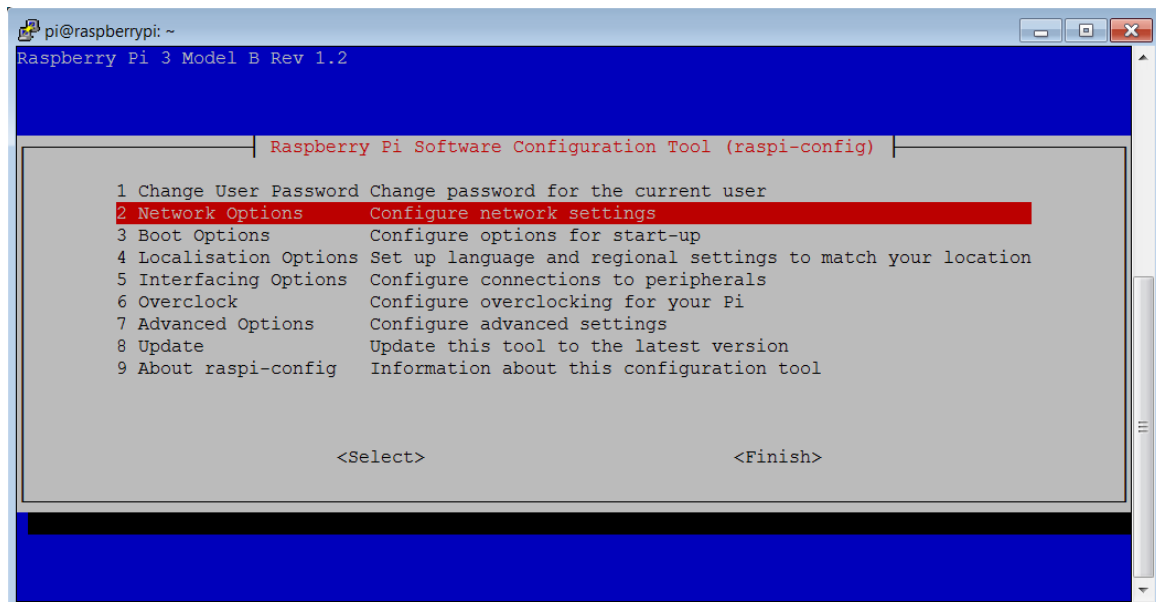 pi@raspberrypi: ~
Raspberry Pi 3 Model B Rev 1.2
Raspberry Pi Software Configuration Tool (raspi-config)
1 Change User Password Change password for the current user
2 Network Options Configure network settings
3 Boot Options Configure options for start-up
4 Localisation Options Set up language and regional settings to match your location
5 Interfacing Options Configure connections to peripherals
6 Overclock Configure overclocking for your Pi
7 Advanced Options Configure advanced settings
8 Update Update this tool to the latest version
9 About raspi-config Information about this configuration tool
<Select> <Finish>